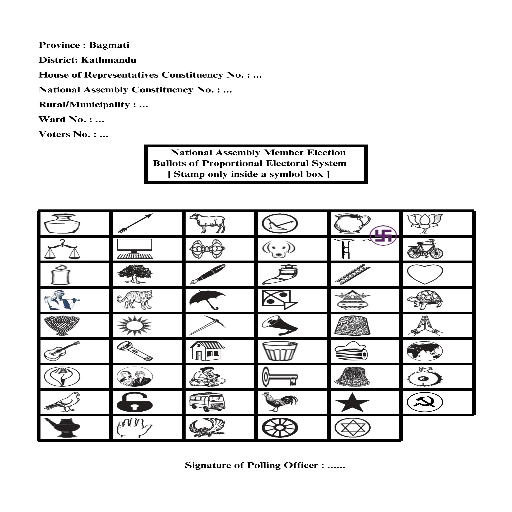 Province : Bagmati
District: Kathmandu
House of Representatives Constituency No. : ...
National Assembly Constituency No. : ...
Rural/Municipality : ...
Ward No. : ...
Voters No. : ...
National Assembly Member Election
Ballots of Proportional Electoral System
[ Stamp only inside a symbol box ]
Signature of Polling Officer : ......